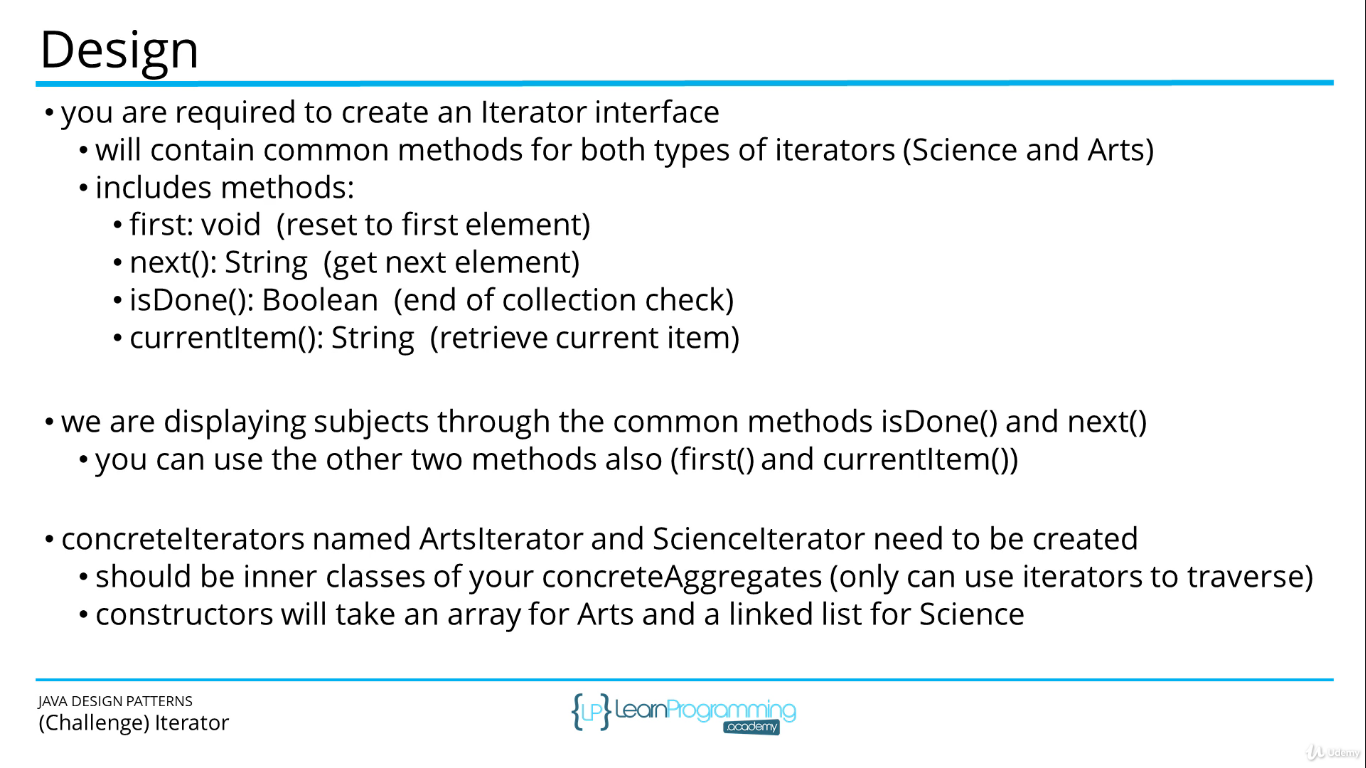 Design
• you are required to create an Iterator interface
• will contain common methods for both types of iterators (Science and Arts)
• includes methods:
• first: void (reset to first element)
• next(): String (get next element)
• isDone(): Boolean (end of collection check)
• currentItem(): String (retrieve current item)
• we are displaying subjects through the common methods isDone() and next()
• you can use the other two methods also (first() and currentItem())
• concreteIterators named ArtsIterator and ScienceIterator need to be created
• should be inner classes of your concreteAggregates (only can use iterators to traverse)
• constructors will take an array for Arts and a linked list for Science
JAVA DESIGN PATTERNS
(Challenge) Iterator
{LP} LearnProgramming
.academy
Udemy